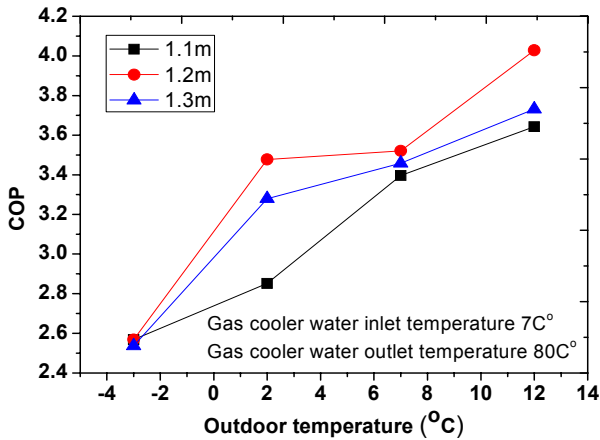 4.2
4.0
3.8
3.6
3.4
3.2
3.0
2.8
2.6
2.4
COP
1.1m
1.2m
1.3m
Gas cooler water inlet temperature 7C°
Gas cooler water outlet temperature 80C°
-4 -2 0 2 4 6 8 10 12 14
Outdoor temperature (°C)